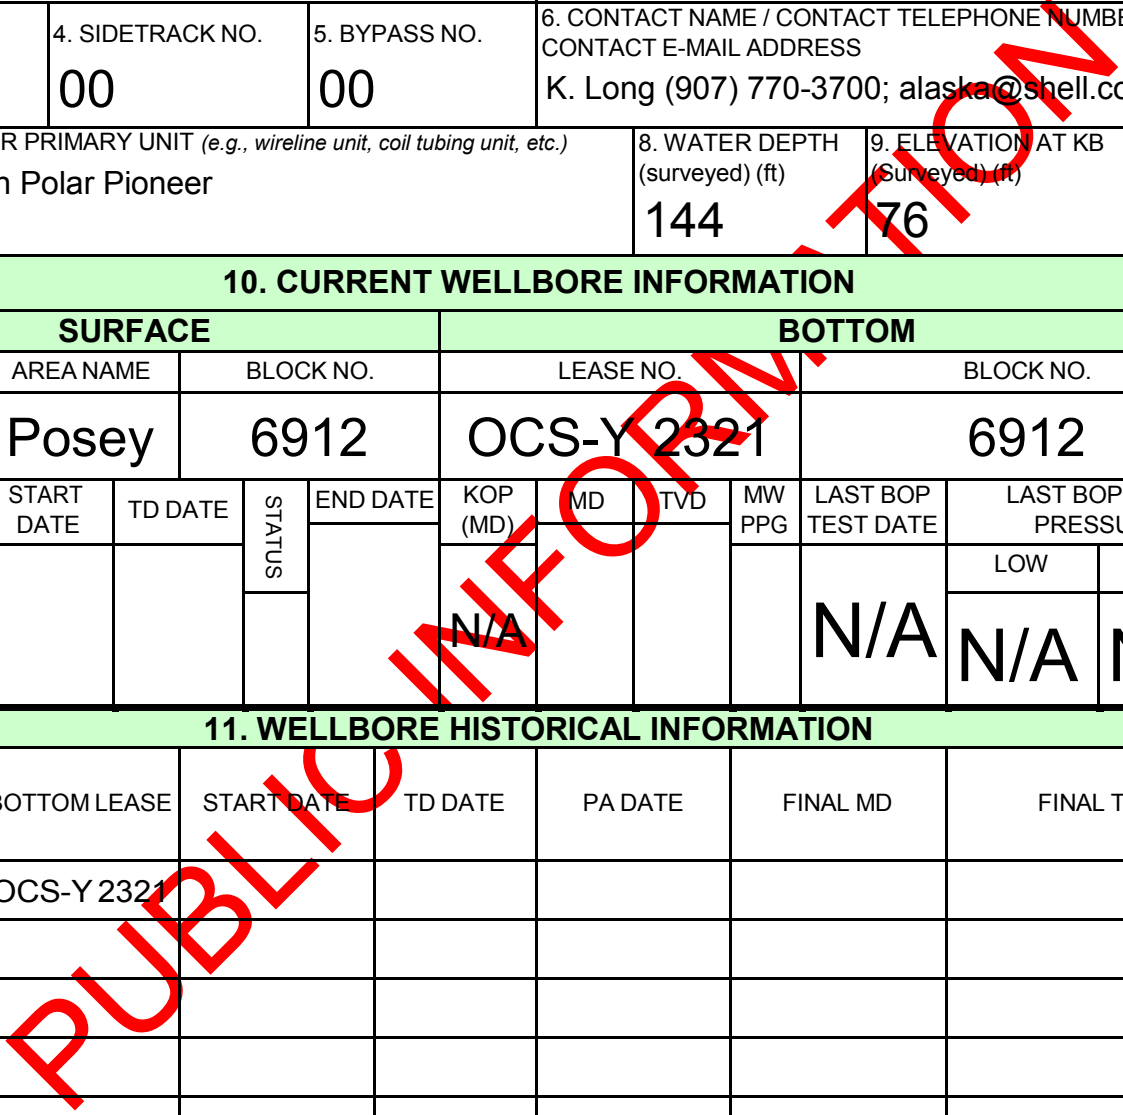 4. SIDETRACK NO.
5. BYPASS NO.
6. CONTACT NAME / CONTACT TELEPHONE NUMBE
CONTACT E-MAIL ADDRESS
00
00
K. Long (907) 770-3700; alaska@shell.co
R PRIMARY UNIT (e.g., wireline unit, coil tubing unit, etc.)
8. WATER DEPTH
(surveyed) (ft)
9. ELEVATION AT KB
(Surveyed) (ft)
n Polar Pioneer
144
76
10. CURRENT WELLBORE INFORMATION
SURFACE
BOTTOM
AREA NAME
BLOCK NO.
LEASE NO.
BLOCK NO.
Posey
6912
OCS-Y 2321
6912
START
DATE
TD DATE
STATUS
END DATE
KOP
(MD)
MD
TVD
MW
PPG
LAST BOP
TEST DATE
LAST BOP
PRESSU
LOW
N/A
N/A
N/A
N
11. WELLBORE HISTORICAL INFORMATION
BOTTOM LEASE
START DATE
TD DATE
PA DATE
FINAL MD
FINAL T
OCS-Y 2321
PUBLIC INFORMATION